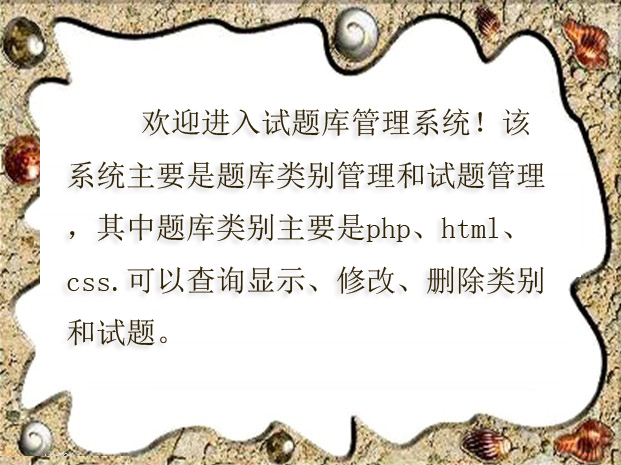 欢迎进入试题库管理系统！该
系统主要是题库类别管理和试题管理
，其中题库类别主要是php、html、
css.可以查询显示、修改、删除类别
和试题。